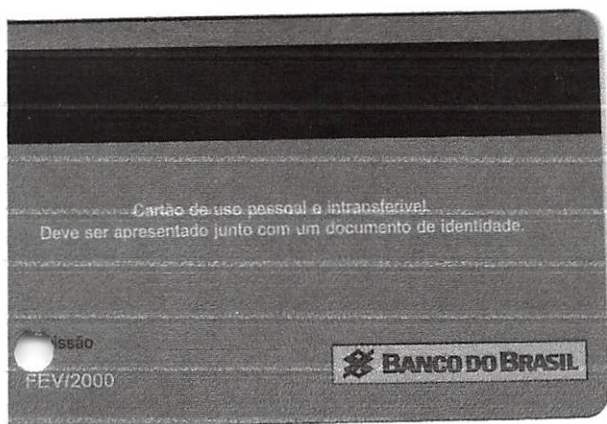 Cartão de uso pessoal e intransferível.
Deve ser apresentado junto com um documento de identidade.
issão
FEV/2000
BANCO DO BRASIL